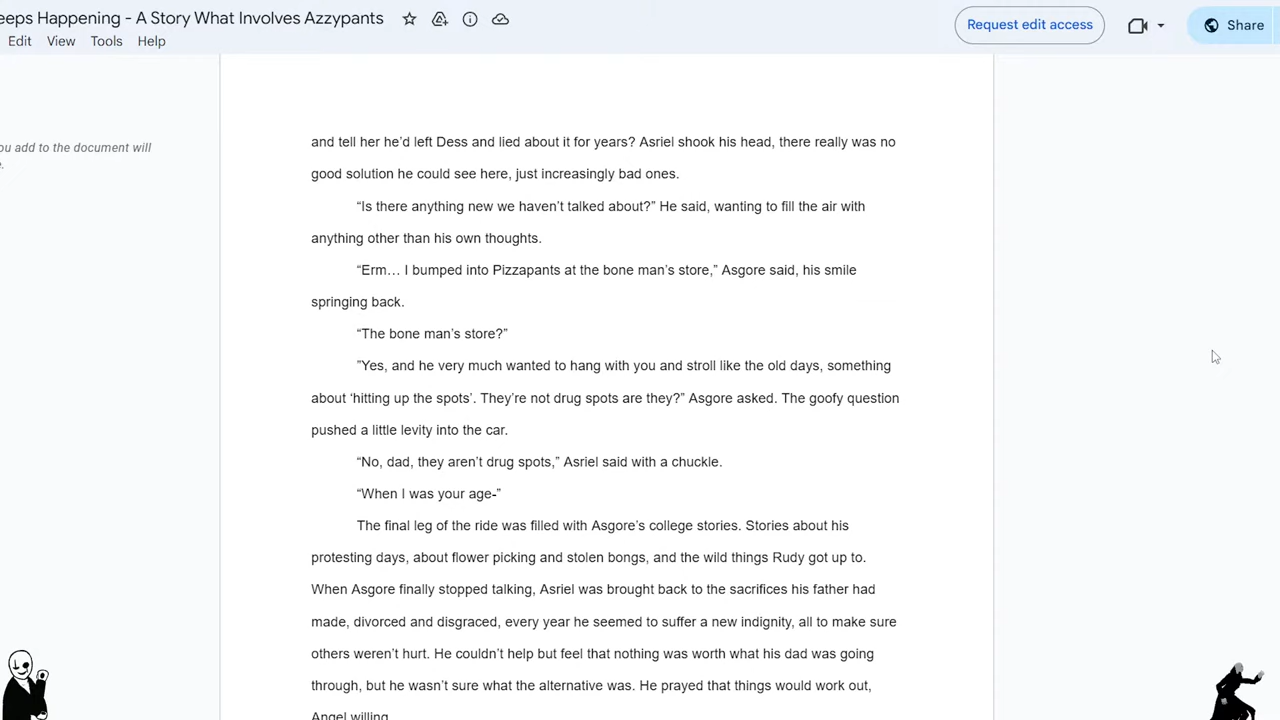 eeps Happening - A Story What Involves Azzypants
Request edit access
Share
Edit View Tools Help
ou add to the document will
e.
and tell her he’d left Dess and lied about it for years? Asriel shook his head, there really was no
good solution he could see here, just increasingly bad ones.
“Is there anything new we haven’t talked about?” He said, wanting to fill the air with
anything other than his own thoughts.
“Erm… I bumped into Pizzapants at the bone man’s store,” Asgore said, his smile
springing back.
“The bone man’s store?”
”Yes, and he very much wanted to hang with you and stroll like the old days, something
about ‘hitting up the spots’. They’re not drug spots are they?” Asgore asked. The goofy question
pushed a little levity into the car.
“No, dad, they aren’t drug spots,” Asriel said with a chuckle.
“When I was your age-”
The final leg of the ride was filled with Asgore’s college stories. Stories about his
protesting days, about flower picking and stolen bongs, and the wild things Rudy got up to.
When Asgore finally stopped talking, Asriel was brought back to the sacrifices his father had
made, divorced and disgraced, every year he seemed to suffer a new indignity, all to make sure
others weren’t hurt. He couldn’t help but feel that nothing was worth what his dad was going
through, but he wasn’t sure what the alternative was. He prayed that things would work out,
Angel willing